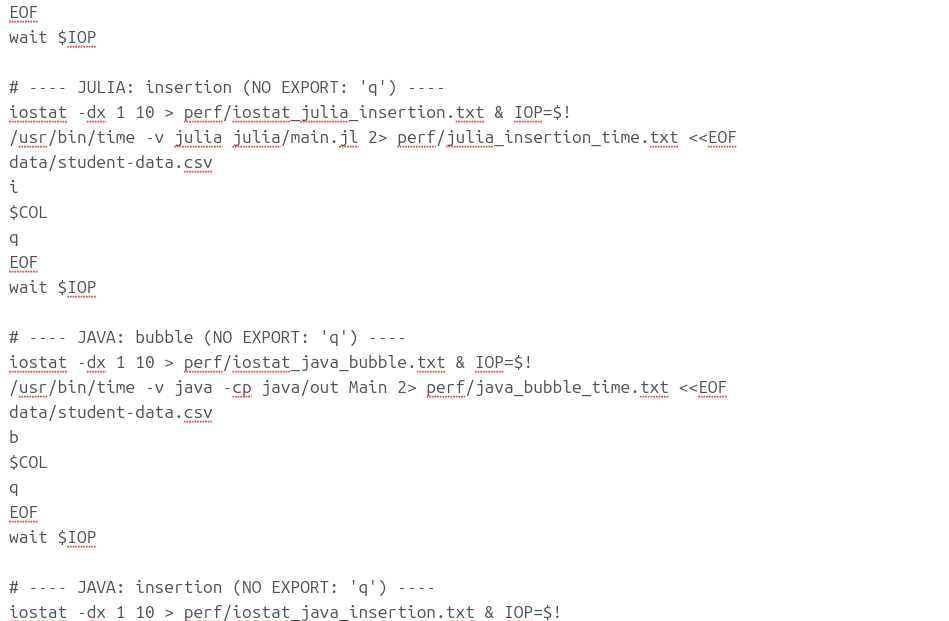 EOF
wait $IOP
# ---- JULIA: insertion (NO EXPORT: 'q') ----
iostat -dx 1 10 > perf/iostat_julia_insertion.txt & IOP=$!
/usr/bin/time -v julia julia/main.jl 2> perf/julia_insertion_time.txt <<EOF
data/student-data.csv
i
$COL
q
EOF
wait $IOP
# ---- JAVA: bubble (NO EXPORT: 'q') ----
iostat -dx 1 10 > perf/iostat_java_bubble.txt & IOP=$!
/usr/bin/time -v java -cp java/out Main 2> perf/java_bubble_time.txt <<EOF
data/student-data.csv
b
$COL
q
EOF
wait $IOP
# ---- JAVA: insertion (NO EXPORT: 'q') ----
iostat -dx 1 10 > perf/iostat_java_insertion.txt & IOP=$!